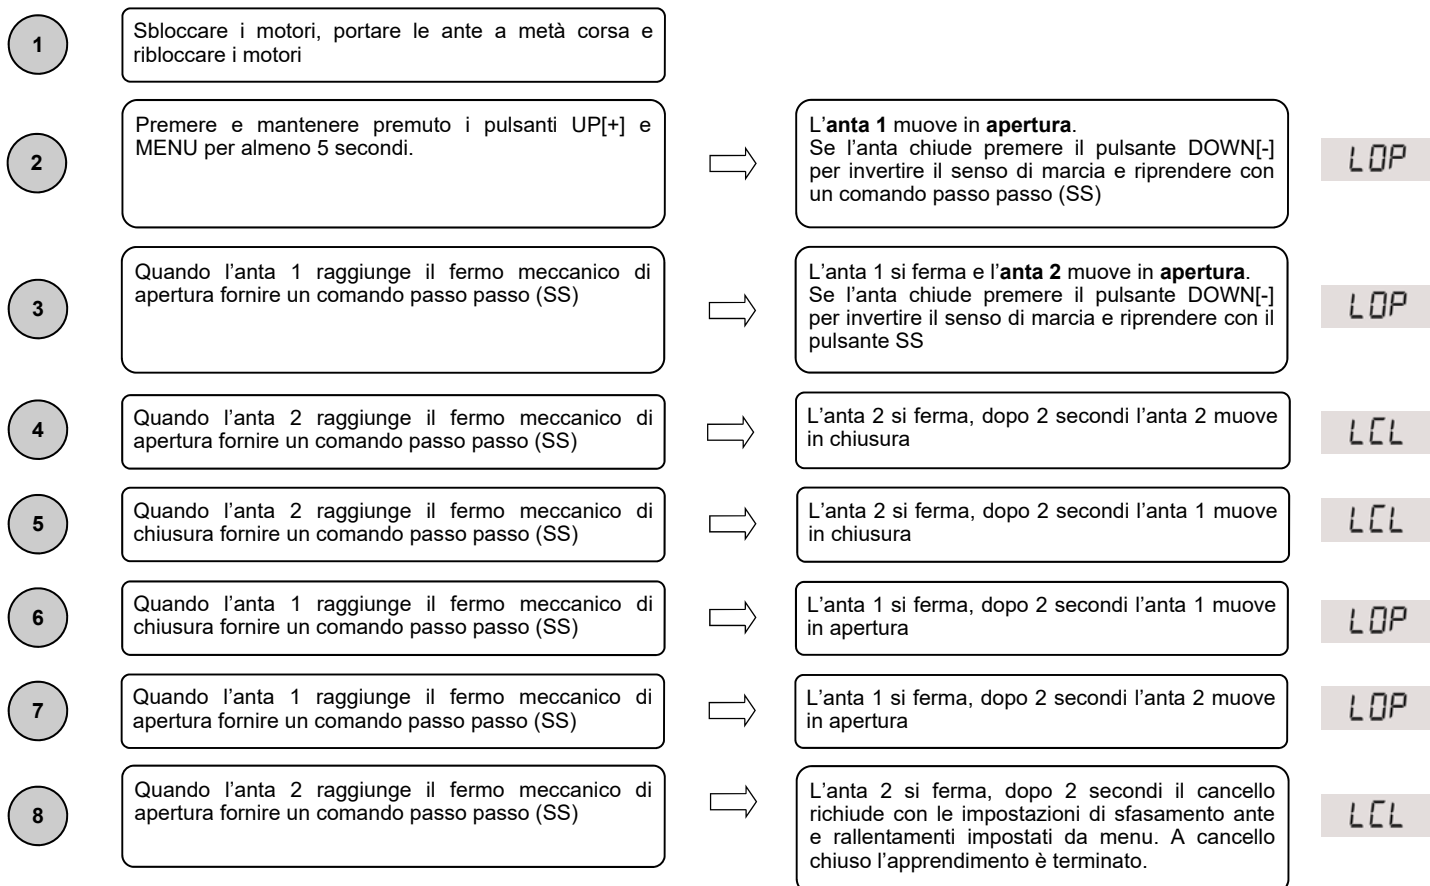 1
Sbloccare i motori, portare le ante a metà corsa e
ribloccare i motori
2
Premere e mantenere premuto i pulsanti UP[+] e
MENU per almeno 5 secondi.
L'anta 1 muove in apertura.
Se l'anta chiude premere il pulsante DOWN[-]
per invertire il senso di marcia e riprendere con
un comando passo passo (SS)
LOP
3
Quando l'anta 1 raggiunge il fermo meccanico di
apertura fornire un comando passo passo (SS)
L'anta 1 si ferma e l'anta 2 muove in apertura.
Se l'anta chiude premere il pulsante DOWN[-]
per invertire il senso di marcia e riprendere con il
pulsante SS
LOP
4
Quando l'anta 2 raggiunge il fermo meccanico di
apertura fornire un comando passo passo (SS)
L'anta 2 si ferma, dopo 2 secondi l'anta 2 muove
in chiusura
LCL
5
Quando l'anta 2 raggiunge il fermo meccanico di
chiusura fornire un comando passo passo (SS)
L'anta 2 si ferma, dopo 2 secondi l'anta 1 muove
in chiusura
LCL
6
Quando l'anta 1 raggiunge il fermo meccanico di
chiusura fornire un comando passo passo (SS)
L'anta 1 si ferma, dopo 2 secondi l'anta 1 muove
in apertura
LOP
7
Quando l'anta 1 raggiunge il fermo meccanico di
apertura fornire un comando passo passo (SS)
L'anta 1 si ferma, dopo 2 secondi l'anta 2 muove
in apertura
LOP
8
Quando l'anta 2 raggiunge il fermo meccanico di
apertura fornire un comando passo passo (SS)
L'anta 2 si ferma, dopo 2 secondi il cancello
richiude con le impostazioni di sfasamento ante
e rallentamenti impostati da menu. A cancello
chiuso l'apprendimento è terminato.
LCL